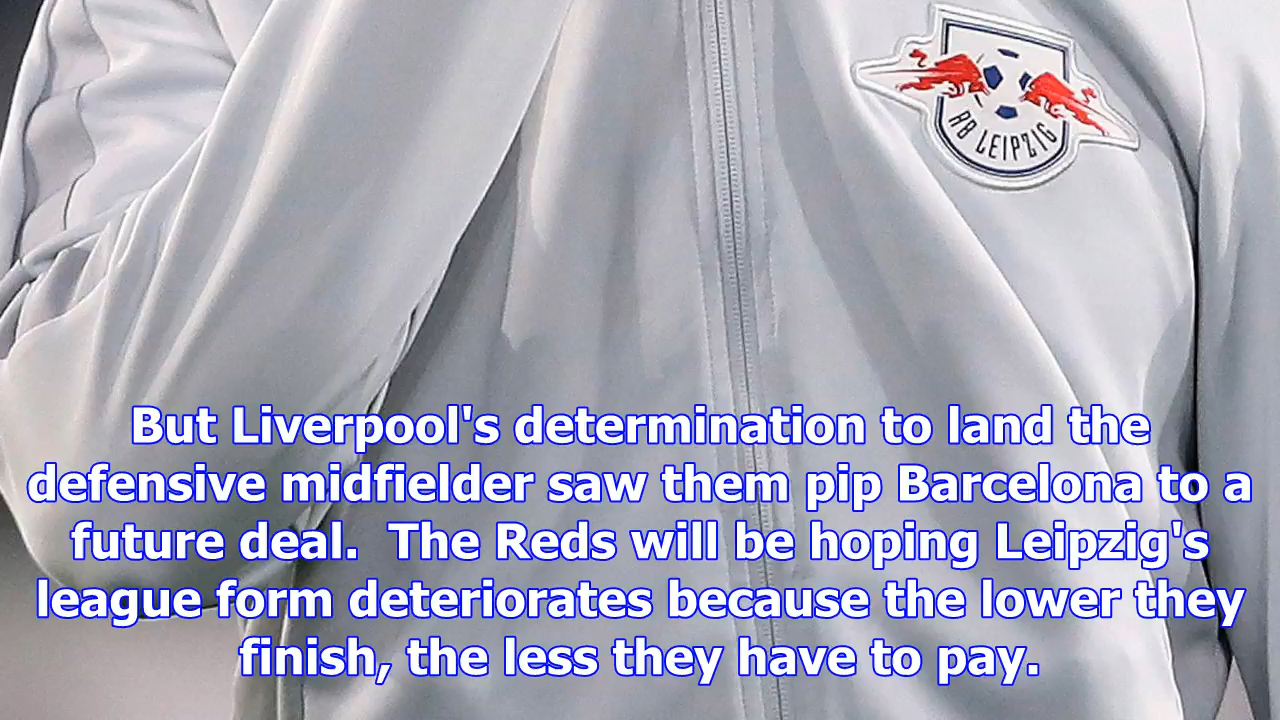 RB LEIPZIG
But Liverpool's determination to land the
defensive midfielder saw them pip Barcelona to a
future deal.  The Reds will be hoping Leipzig's
league form deteriorates because the lower they
finish, the less they have to pay.